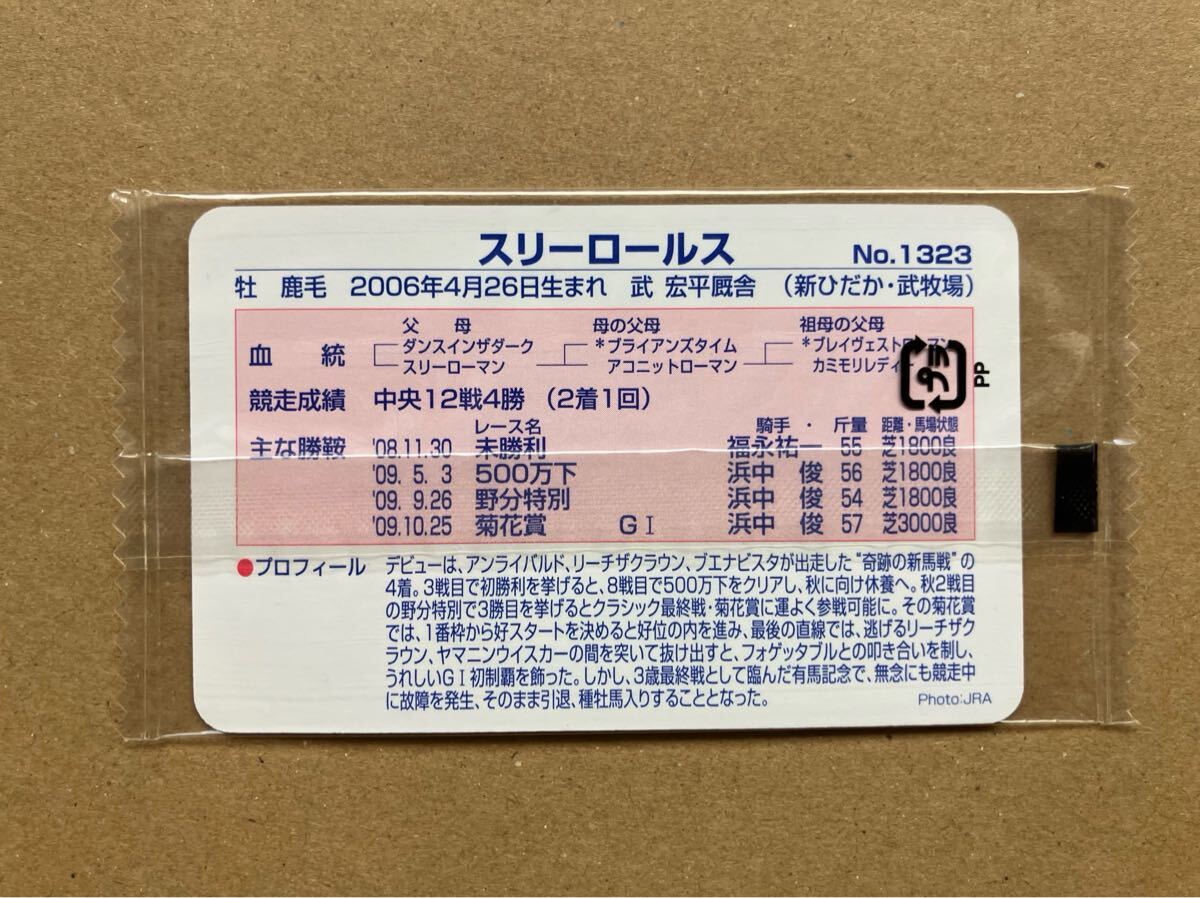 スリーロールス No.1323
牡 鹿毛 2006年4月26日生まれ 武 宏平厩舎 （新ひだか・武牧場）
父 母 母の父母 祖母の父母
血 統 ダンスインザダーク *ブライアンズタイム *ブレイヴェストローマン
スリーローマン アコニットローマン カミモリレディー
プラ
PP
競走成績 中央12戦4勝 （2着1回）
レース名 騎手 ・ 斤量 距離・馬場状態
主な勝鞍 '08.11.30 未勝利 福永祐一 55 芝1800良
'09. 5. 3 500万下 浜中 俊 56 芝1800良
'09. 9.26 野分特別 浜中 俊 54 芝1800良
'09.10.25 菊花賞 GⅠ 浜中 俊 57 芝3000良
●プロフィール デビューは、アンライバルド、リーチザクラウン、ブエナビスタが出走した“奇跡の新馬戦”の
4着。3戦目で初勝利を挙げると、8戦目で500万下をクリアし、秋に向け休養へ。秋2戦目
の野分特別で3勝目を挙げるとクラシック最終戦・菊花賞に運よく参戦可能に。その菊花賞
では、1番枠から好スタートを決めると好位の内を進み、最後の直線では、逃げるリーチザク
ラウン、ヤマニンウイスカーの間を突いて抜け出すと、フォゲッタブルとの叩き合いを制し、
うれしいGⅠ初制覇を飾った。しかし、3歳最終戦として臨んだ有馬記念で、無念にも競走中
に故障を発生、そのまま引退、種牡馬入りすることとなった。
Photo:JRA